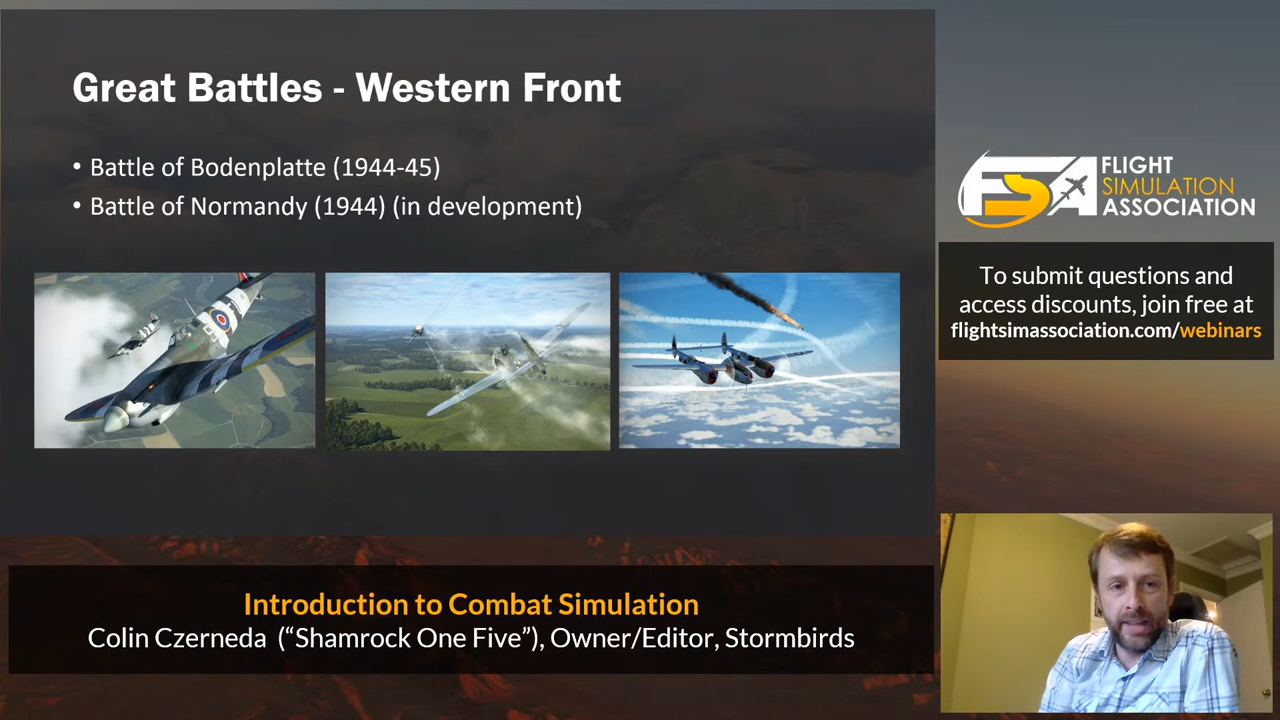 Great Battles - Western Front
• Battle of Bodenplatte (1944-45)
• Battle of Normandy (1944) (in development)
FSA
FLIGHT
SIMULATION
ASSOCIATION
To submit questions and
access discounts, join free at
flightsimassociation.com/webinars
Introduction to Combat Simulation
Colin Czerneda (“Shamrock One Five”), Owner/Editor, Stormbirds